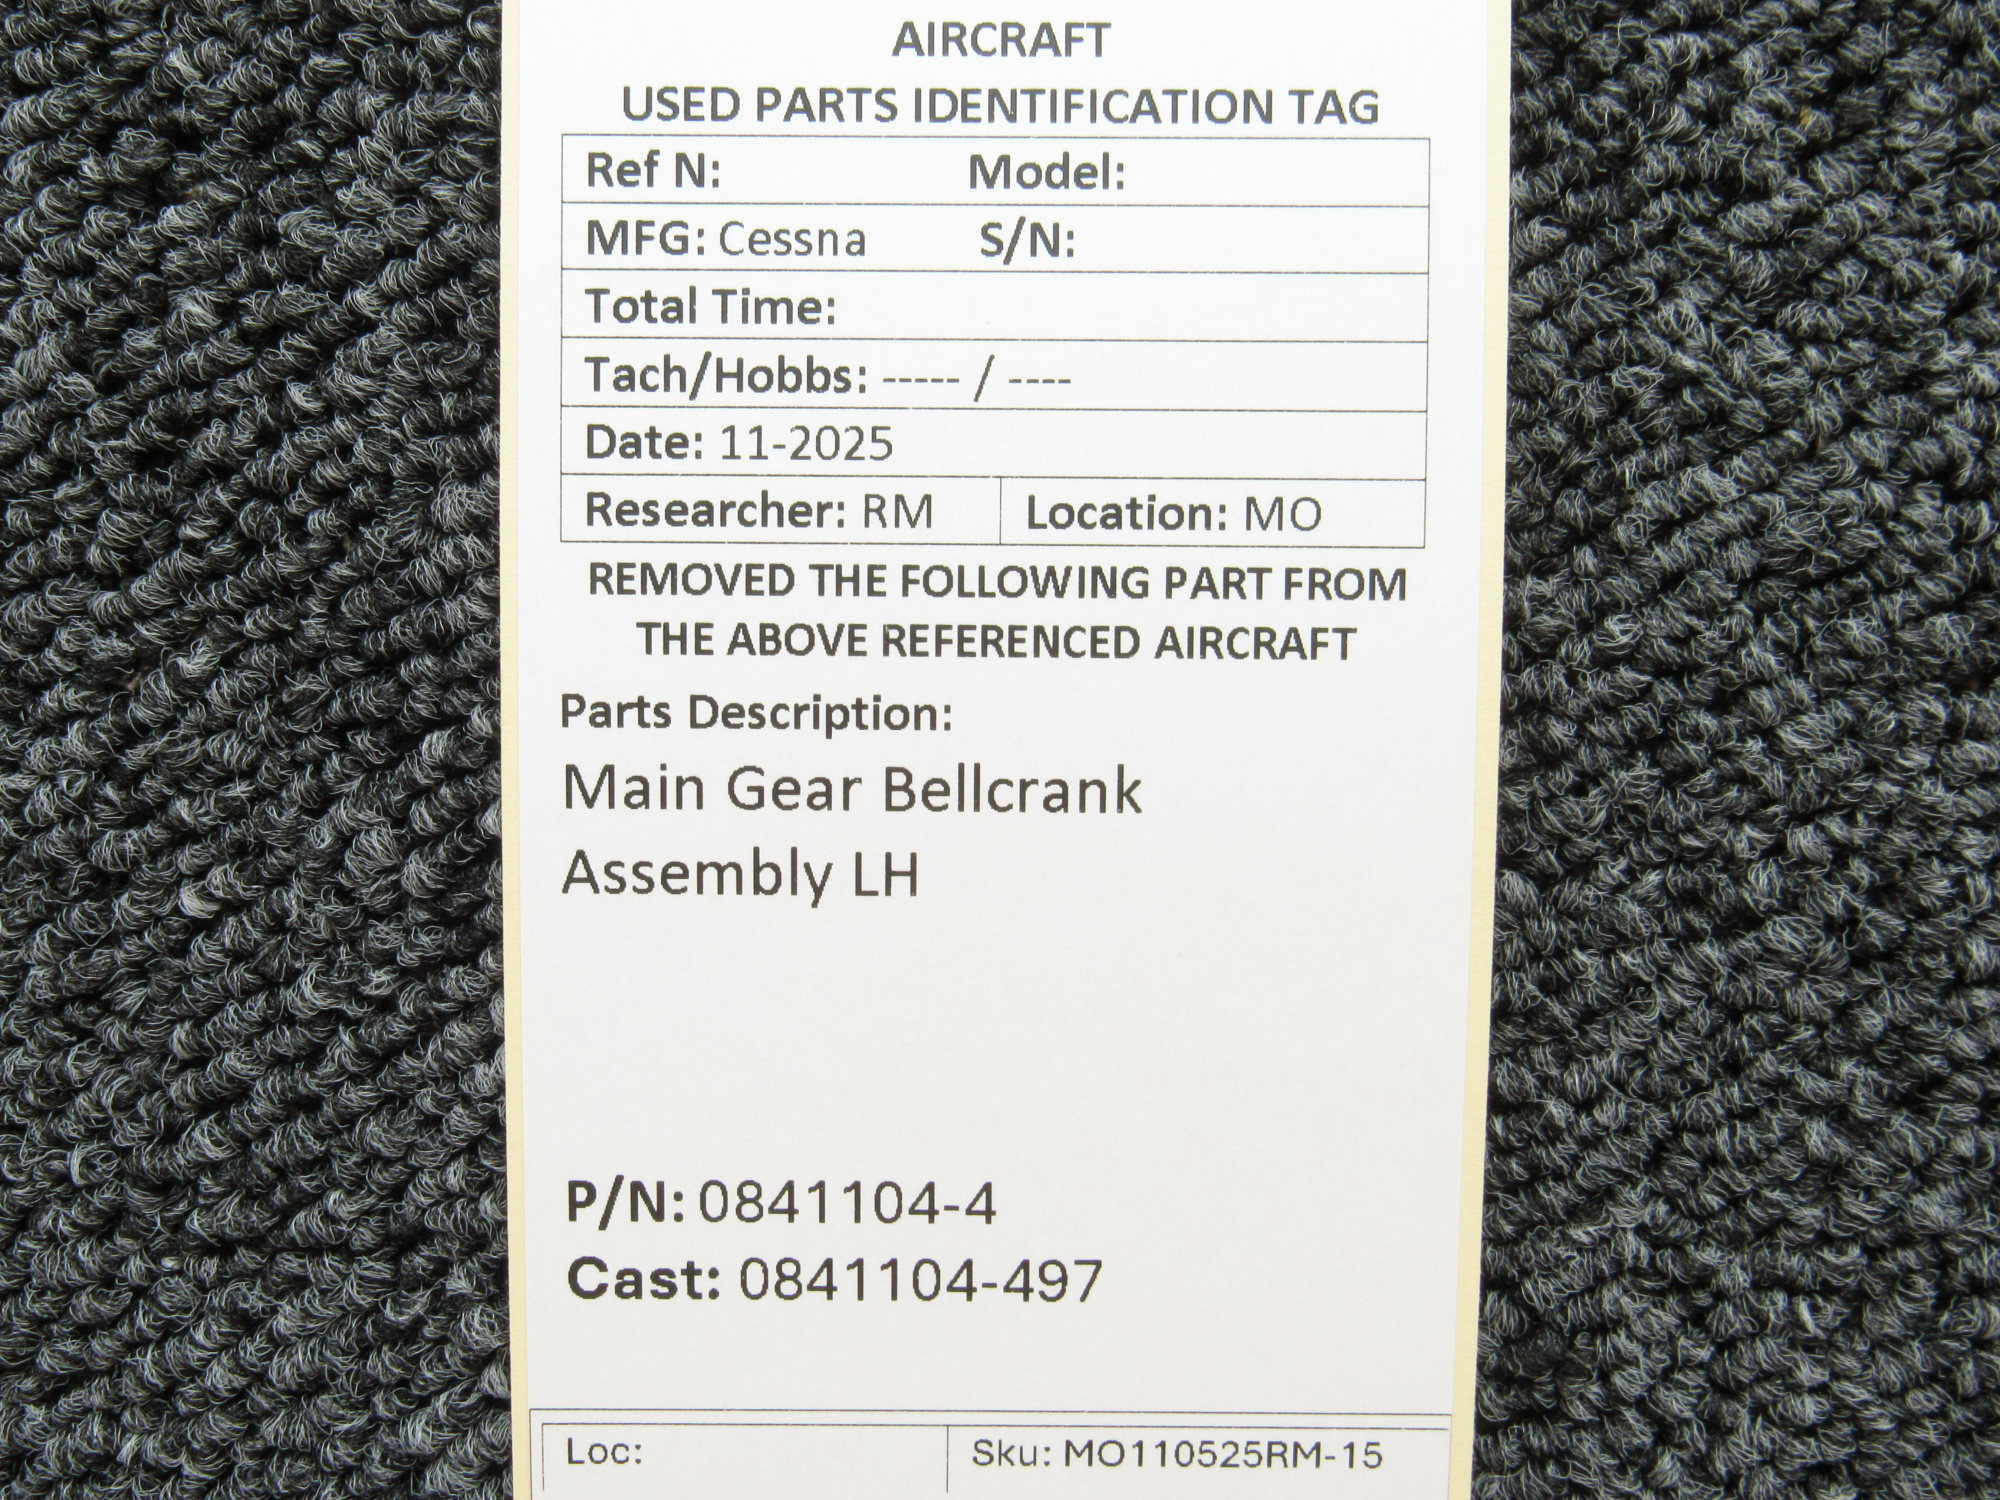 AIRCRAFT
USED PARTS IDENTIFICATION TAG
Ref N: Model:
MFG: Cessna S/N:
Total Time:
Tach/Hobbs: ----- / ----
Date: 11-2025
Researcher: RM Location: MO
REMOVED THE FOLLOWING PART FROM
THE ABOVE REFERENCED AIRCRAFT
Parts Description:
Main Gear Bellcrank
Assembly LH
P/N: 0841104-4
Cast: 0841104-497
Loc: Sku: MO110525RM-15